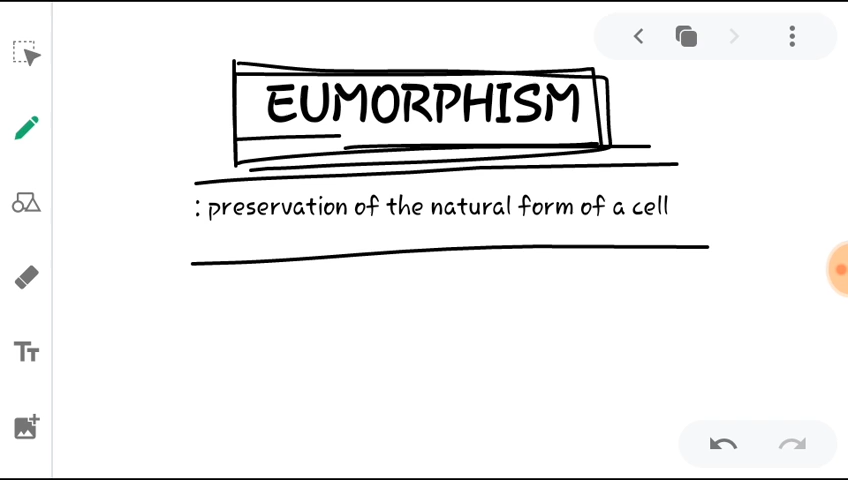 EUMORPHISM
: preservation of the natural form of a cell